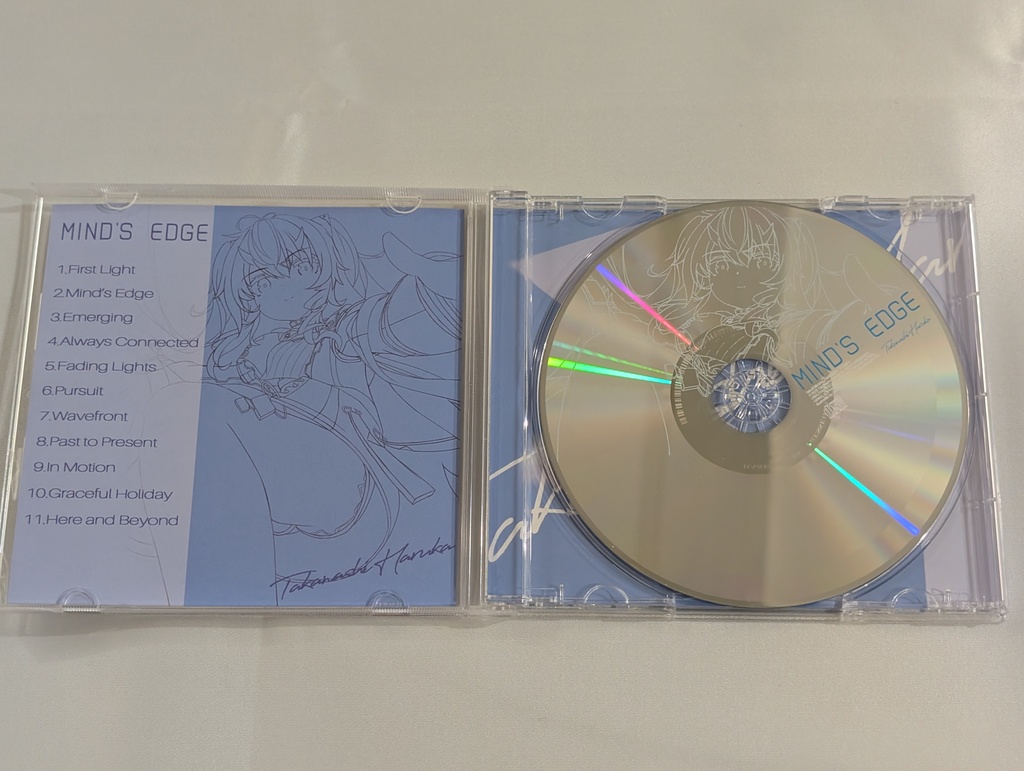 MIND'S EDGE
1,First Light
2.Mind's Edge
3.Emerging
4.Always Connected
5.Fading Lights
6.Pursuit
7.Wavefront
8.Past to Present
9.In Motion
10.Graceful Holiday
11.Here and Beyond
Takanashi Haruka
MIND'S EDGE
Takanashi Haruka